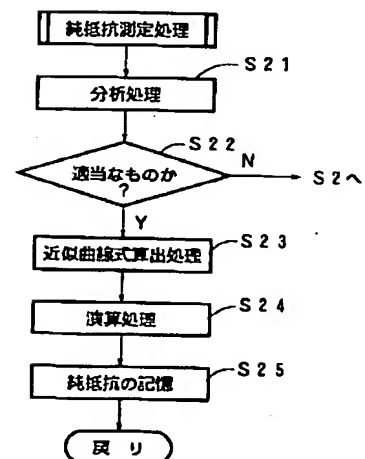 純抵抗測定処理
S21
分析処理
S22
適当なものか
?
N
S2へ
Y
S23
近似曲線式算出処理
S24
演算処理
S25
純抵抗の記憶
戻り